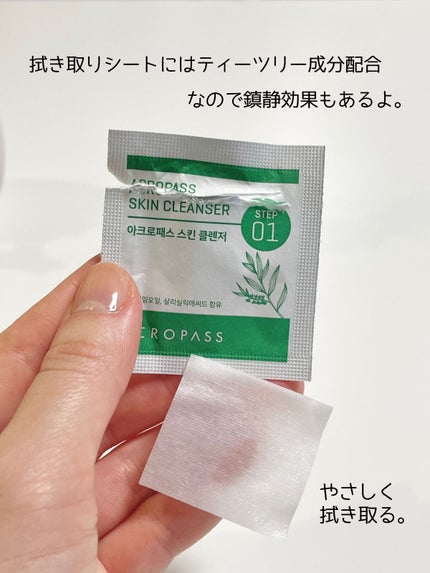 拭き取りシートにはティーツリー成分配合
なので鎮静効果もあるよ。
ACROPASS
SKIN CLEANSER
STEP
01
아크로패스 스킨 클렌저
살리실릭애씨드 함유
CROPASS
やさしく
拭き取る。